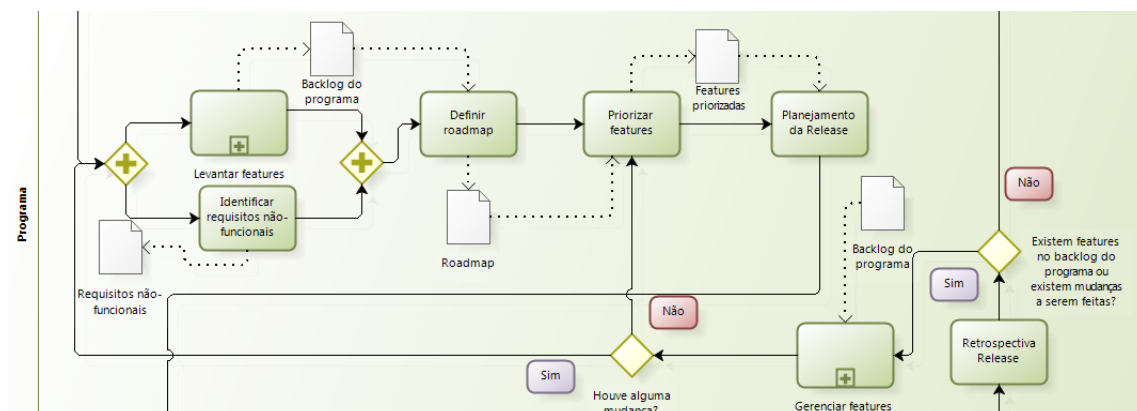 Programa
Backlog do
programa
Levantar features
Identificar
requisitos não-
funcionais
Requisitos não-
funcionais
Definir
roadmap
Roadmap
Priorizar
features
Features
priorizadas
Planejamento
da Release
Backlog do
programa
Não
Existem features
no backlog do
programa ou
existem mudanças
a serem feitas?
Sim
Retrospectiva
Release
Gerenciar features
Não
Sim
Houve alguma
mudança?